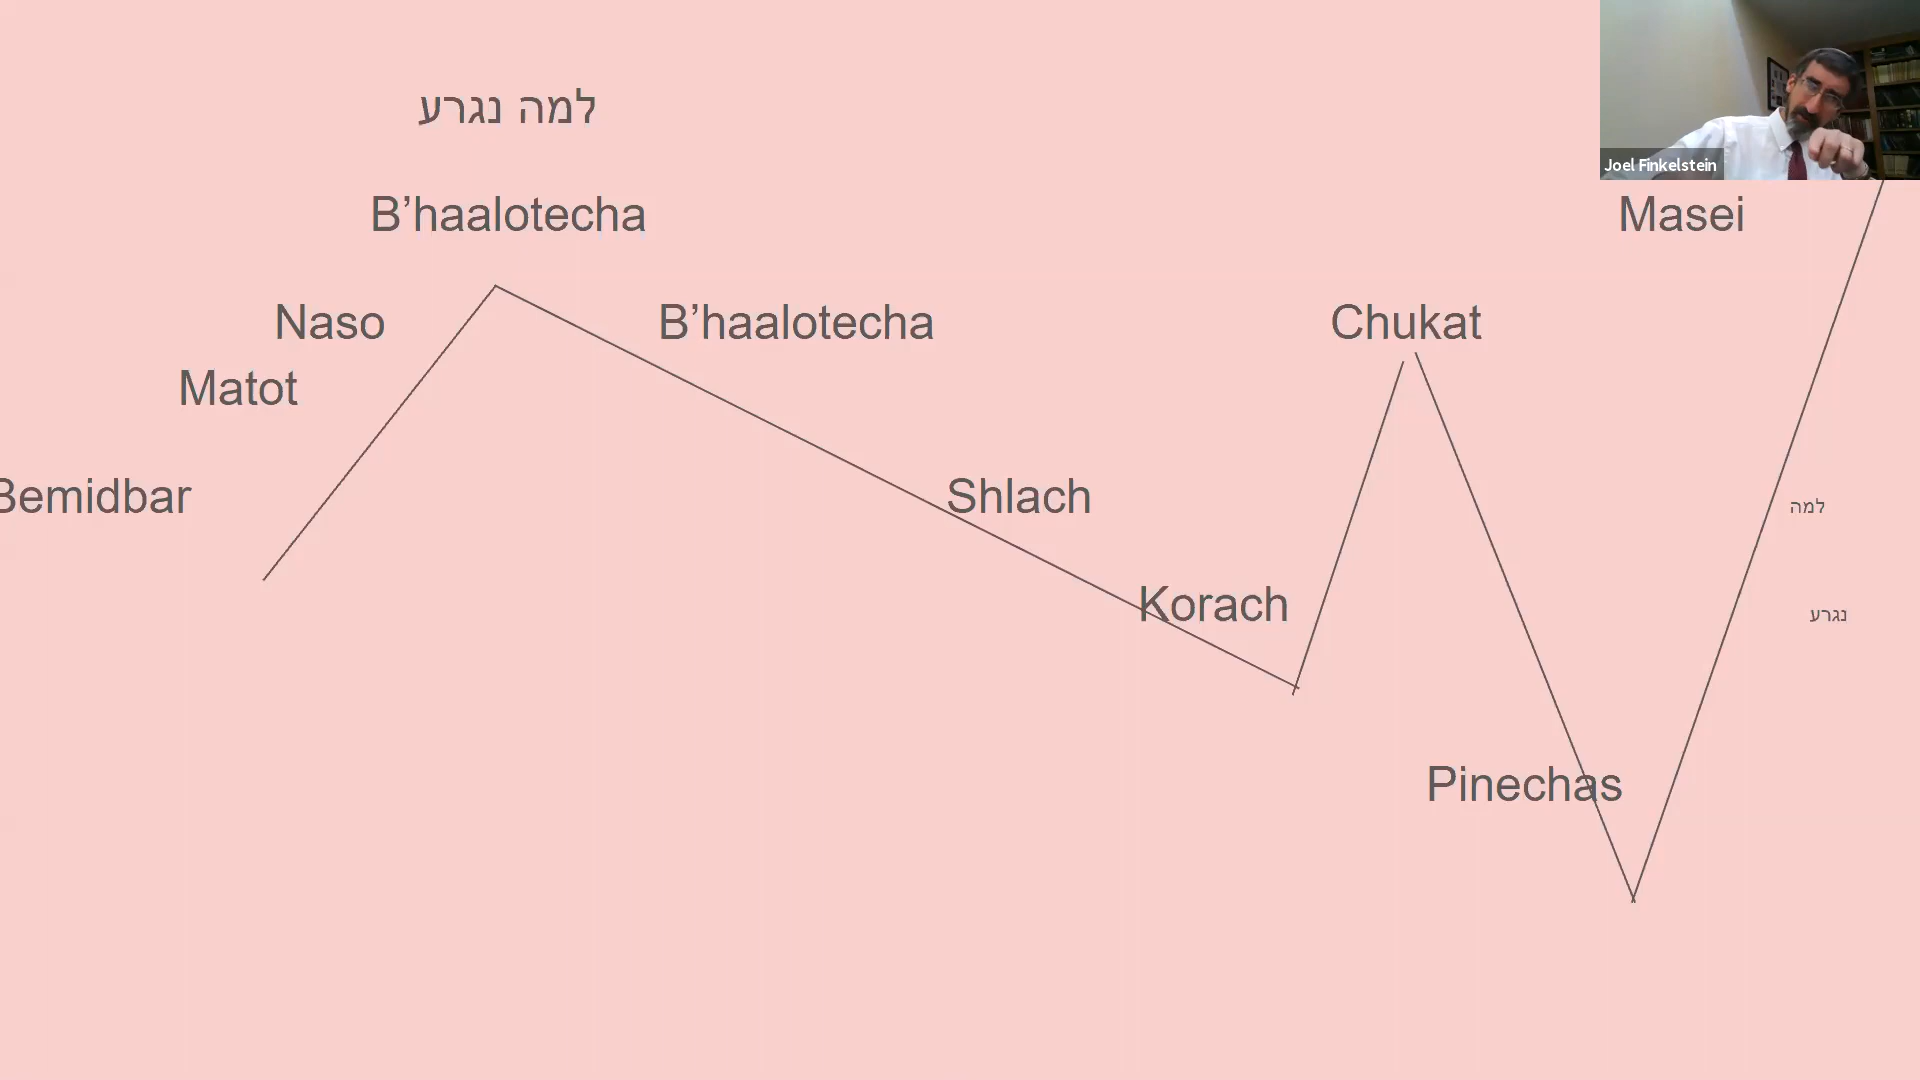 למה נגרע
Joel Finkelstein
B’haalotecha
Masei
Naso
B’haalotecha
Chukat
Matot
Bemidbar
Shlach
למה
Korach
נגרע
Pinechas